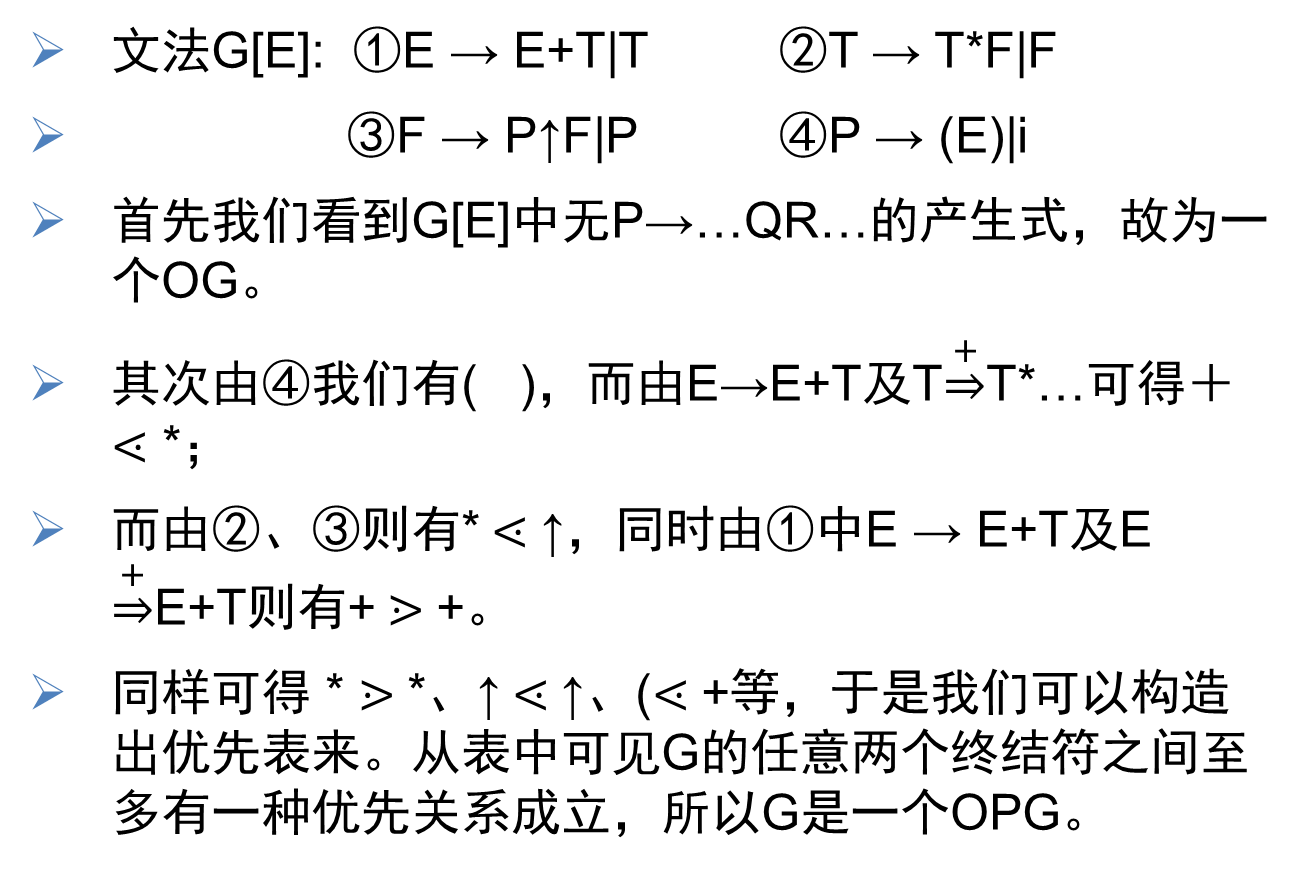 ➢ 文法G[E]: ①E → E+T|T ②T → T*F|F
➢ ③F → P↑F|P ④P → (E)|i
➢ 首先我们看到G[E]中无P→…QR…的产生式，故为一
个OG。
➢ 其次由④我们有( )，而由E→E+T及T⇒⁺T*…可得＋
⋖ *；
➢ 而由②、③则有* ⋖ ↑，同时由①中E → E+T及E
⇒⁺E+T则有+ ⋗ +。
➢ 同样可得 * ⋗ *、↑ ⋖ ↑、(⋖ +等，于是我们可以构造
出优先表来。从表中可见G的任意两个终结符之间至
多有一种优先关系成立，所以G是一个OPG。